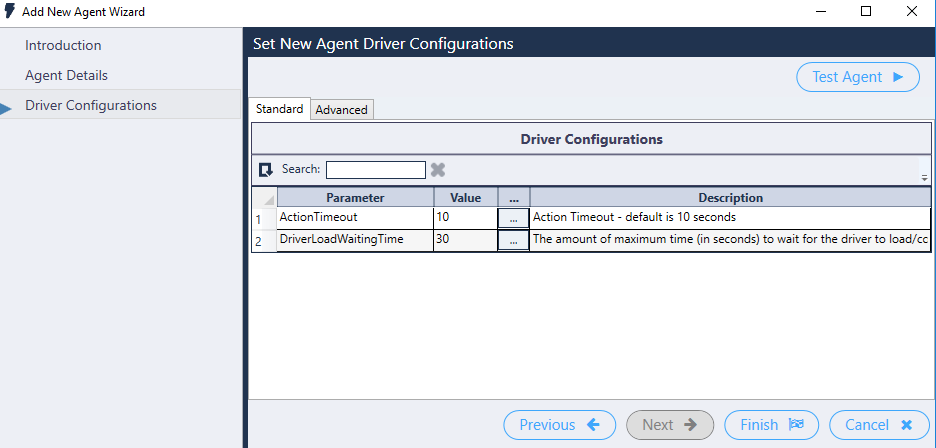 Add New Agent Wizard
Introduction
Agent Details
Driver Configurations
Set New Agent Driver Configurations
Test Agent
Standard Advanced
Driver Configurations
Search:
Parameter Value ... Description
1 ActionTimeout 10 ... Action Timeout - default is 10 seconds
2 DriverLoadWaitingTime 30 ... The amount of maximum time (in seconds) to wait for the driver to load/cc
Previous Next Finish Cancel